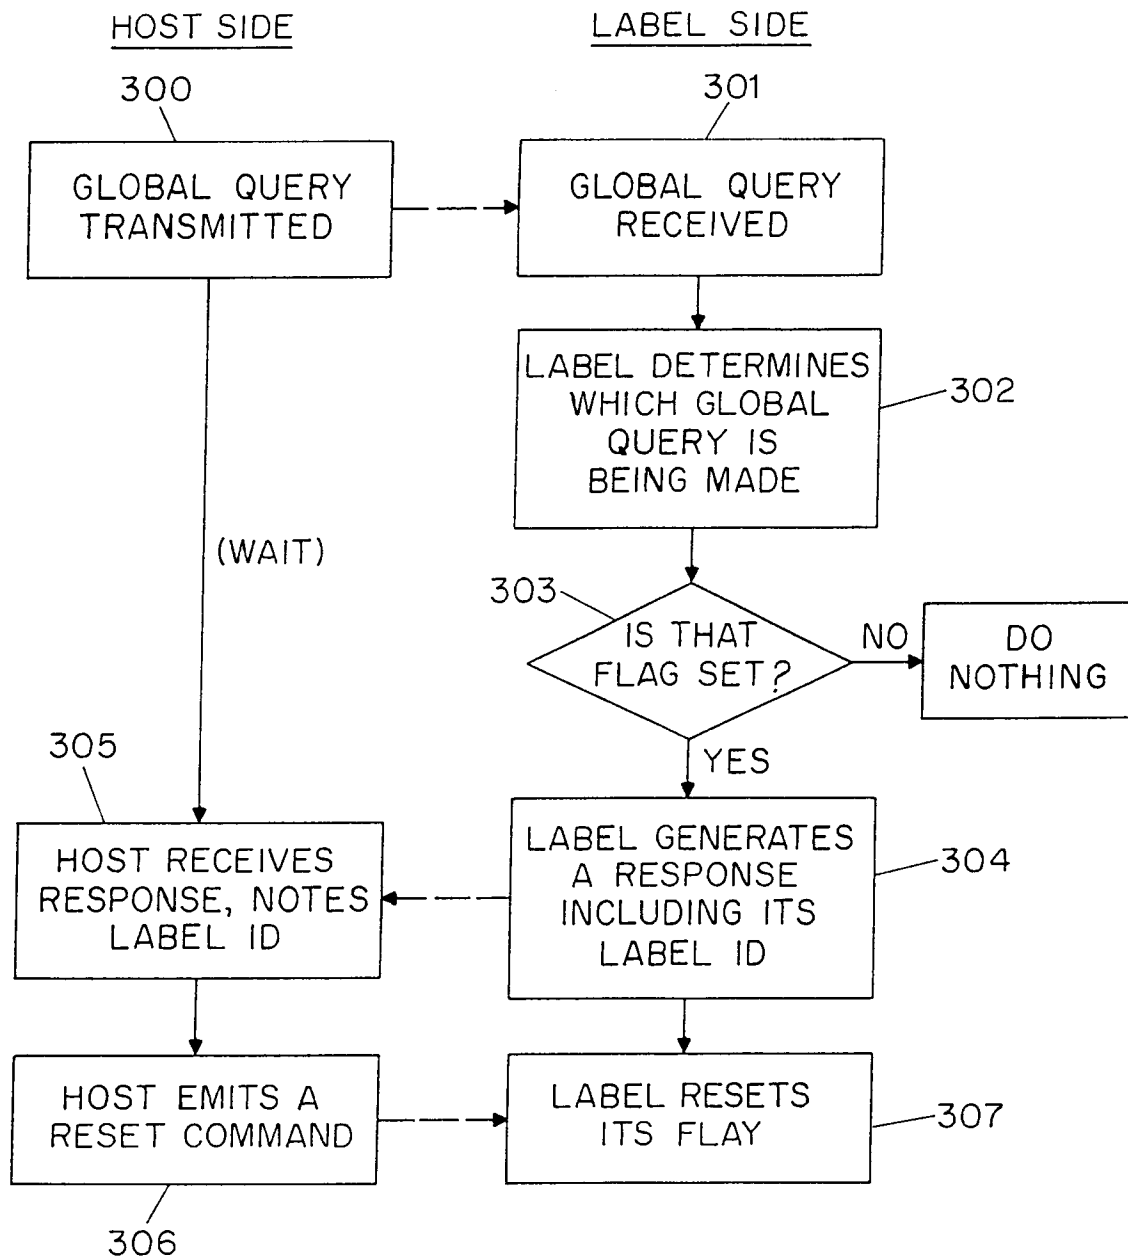 HOST SIDE
LABEL SIDE
300
301
GLOBAL QUERY
TRANSMITTED
GLOBAL QUERY
RECEIVED
LABEL DETERMINES
WHICH GLOBAL
QUERY IS
BEING MADE
302
(WAIT)
303
IS THAT
FLAG SET?
NO
DO
NOTHING
YES
305
HOST RECEIVES
RESPONSE, NOTES
LABEL ID
LABEL GENERATES
A RESPONSE
INCLUDING ITS
LABEL ID
304
HOST EMITS A
RESET COMMAND
306
LABEL RESETS
ITS FLAY
307